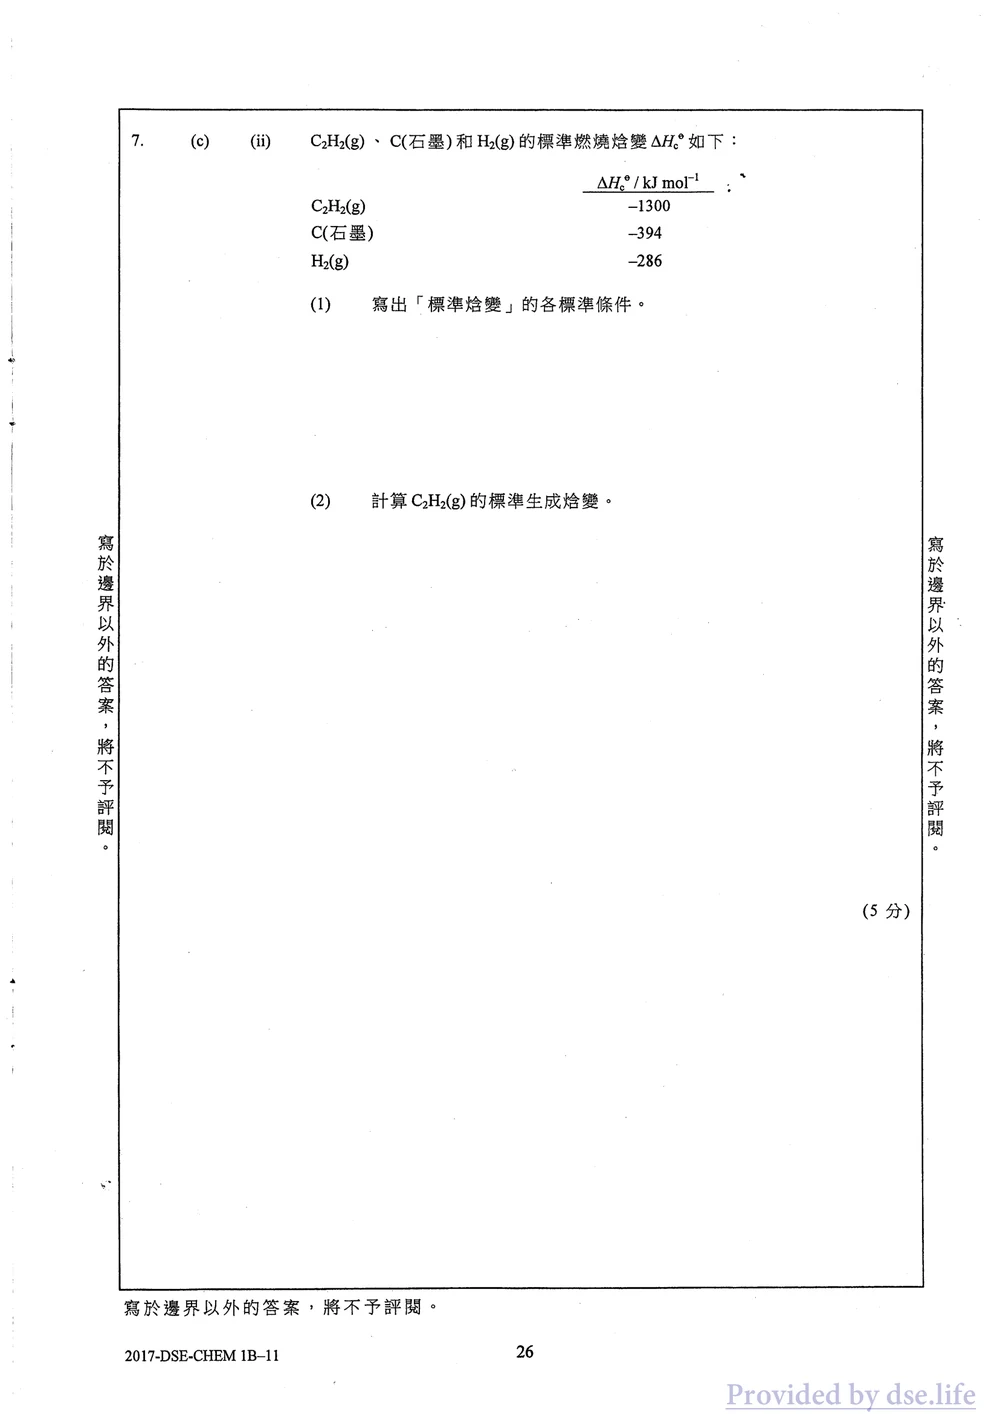 7. (c) (ii) C₂H₂(g)、C(石墨)和 H₂(g)的標準燃燒焓變 ΔH꜀° 如下：
ΔH꜀° / kJ mol⁻¹
C₂H₂(g) –1300
C(石墨) –394
H₂(g) –286
(1) 寫出「標準焓變」的各標準條件。
(2) 計算 C₂H₂(g) 的標準生成焓變。
(5 分)
寫於邊界以外的答案，將不予評閱。
寫於邊界以外的答案，將不予評閱。
寫於邊界以外的答案，將不予評閱。
2017-DSE-CHEM 1B–11
26
Provided by dse.life